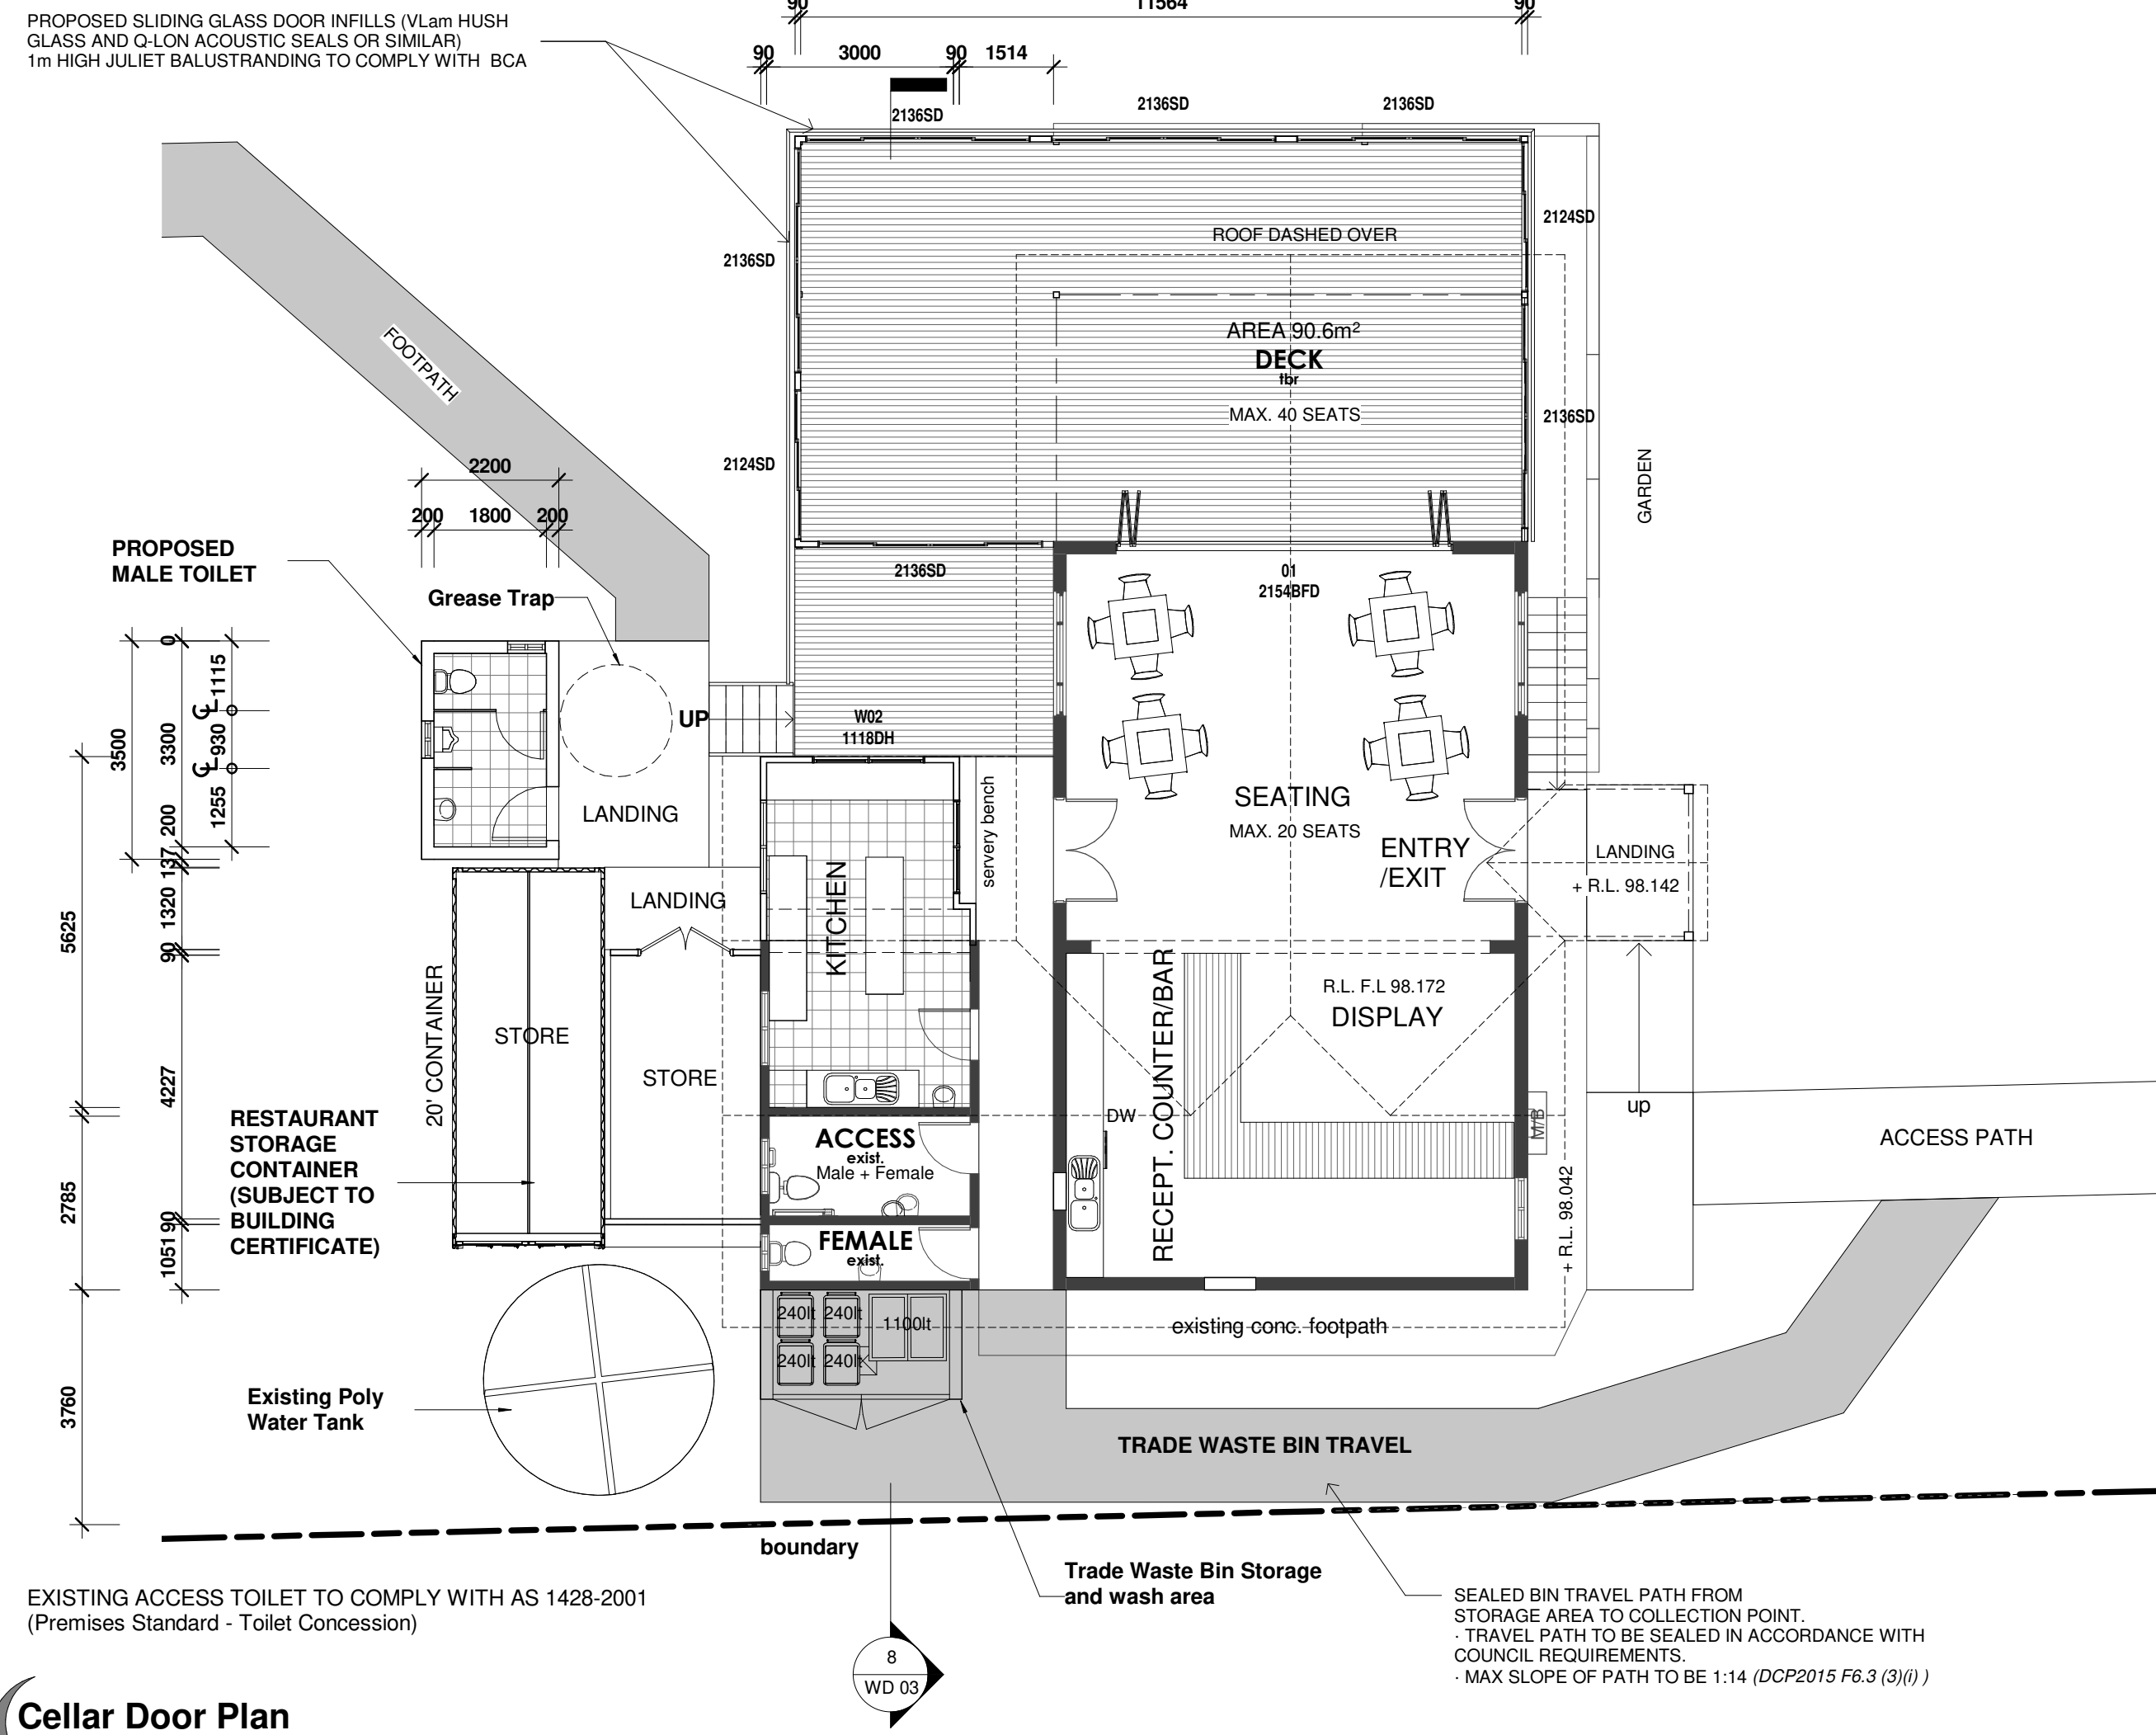 PROPOSED SLIDING GLASS DOOR INFILLS (VLam HUSH
GLASS AND Q-LON ACOUSTIC SEALS OR SIMILAR)
1m HIGH JULIET BALUSTRANDING TO COMPLY WITH BCA
90
11564
90
90
3000
90
1514
2136SD
2136SD
2136SD
2124SD
ROOF DASHED OVER
2136SD
FOOTPATH
AREA 90.6m²
DECK
tbr
MAX. 40 SEATS
2136SD
2124SD
GARDEN
2200
200
1800
200
PROPOSED
MALE TOILET
Grease Trap
2136SD
01
2154BFD
0
1115
CL
930
CL
1255
3300
3500
200
137
UP
W02
1118DH
LANDING
servery bench
SEATING
MAX. 20 SEATS
ENTRY
/EXIT
LANDING
+ R.L. 98.142
KITCHEN
LANDING
1320
90
5625
4227
20' CONTAINER
STORE
STORE
RECEPT. COUNTER/BAR
R.L. F.L 98.172
DISPLAY
DW
M/B
up
ACCESS PATH
RESTAURANT
STORAGE
CONTAINER
(SUBJECT TO
BUILDING
CERTIFICATE)
ACCESS
exist.
Male + Female
2785
90
1051
FEMALE
exist.
+ R.L. 98.042
240lt
240lt
1100lt
240lt
240lt
existing conc. footpath
3760
Existing Poly
Water Tank
TRADE WASTE BIN TRAVEL
boundary
Trade Waste Bin Storage
and wash area
EXISTING ACCESS TOILET TO COMPLY WITH AS 1428-2001
(Premises Standard - Toilet Concession)
SEALED BIN TRAVEL PATH FROM
STORAGE AREA TO COLLECTION POINT.
· TRAVEL PATH TO BE SEALED IN ACCORDANCE WITH
COUNCIL REQUIREMENTS.
· MAX SLOPE OF PATH TO BE 1:14 (DCP2015 F6.3 (3)(i) )
8
WD 03
Cellar Door Plan